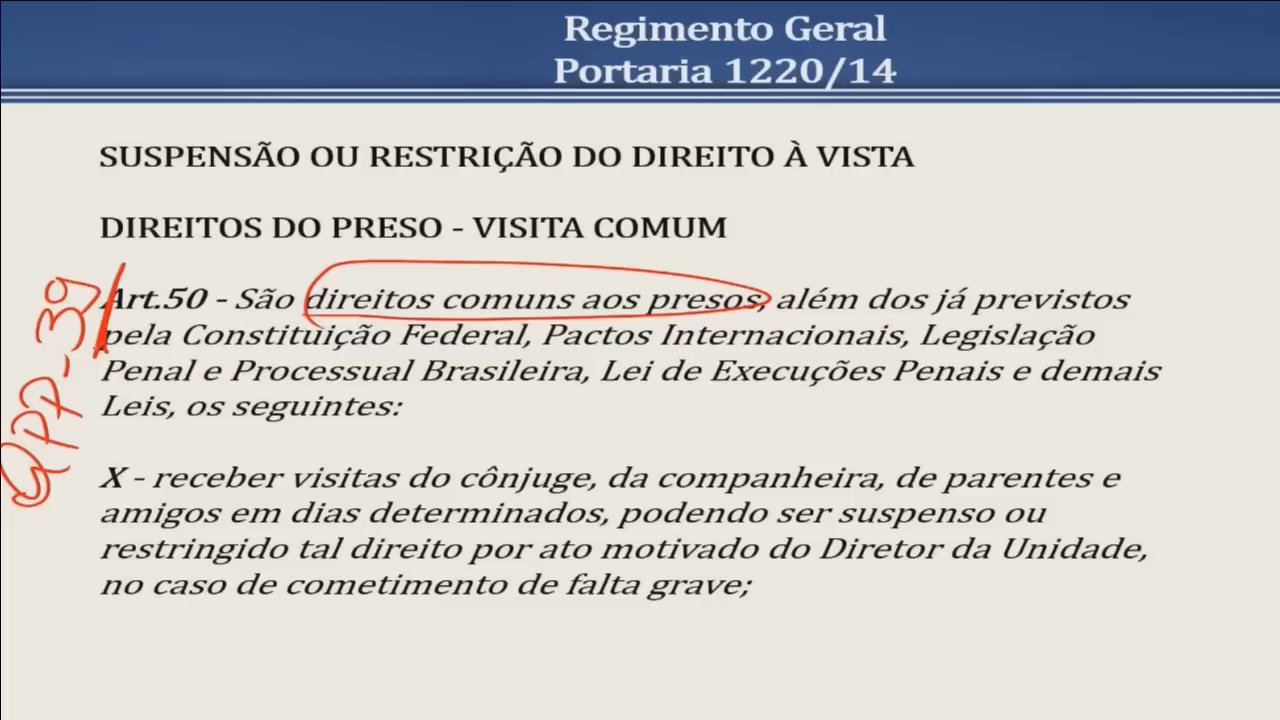 Regimento Geral
Portaria 1220/14
SUSPENSÃO OU RESTRIÇÃO DO DIREITO À VISTA
DIREITOS DO PRESO - VISITA COMUM
Art.50 - São direitos comuns aos presos, além dos já previstos
pela Constituição Federal, Pactos Internacionais, Legislação
Penal e Processual Brasileira, Lei de Execuções Penais e demais
Leis, os seguintes:
X - receber visitas do cônjuge, da companheira, de parentes e
amigos em dias determinados, podendo ser suspenso ou
restringido tal direito por ato motivado do Diretor da Unidade,
no caso de cometimento de falta grave;